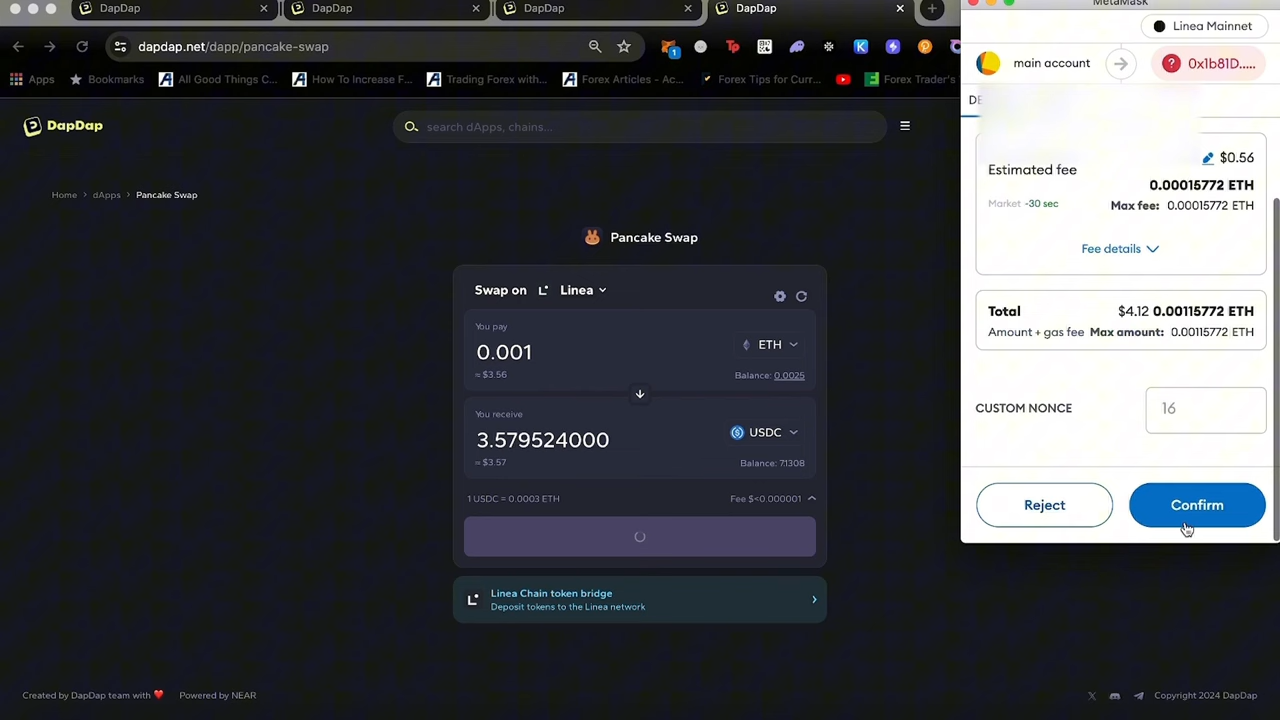 DapDap
DapDap
DapDap
DapDap
dapdap.net/dapp/pancake-swap
1
Apps
Bookmarks
All Good Things C...
How To Increase F...
Trading Forex with...
Forex Articles - Ac...
Forex Tips for Curr...
Forex Trader's
DapDap
search dApps, chains...
Home > dApps > Pancake Swap
Pancake Swap
Swap on Linea
You pay
0.001
ETH
≈ $3.56
Balance: 0.0025
You receive
3.579524000
USDC
≈ $3.57
Balance: 7.1308
1 USDC = 0.0003 ETH
Fee $<0.000001
Linea Chain token bridge
Deposit tokens to the Linea network
Created by DapDap team with ❤️
Powered by NEAR
Copyright 2024 DapDap
MetaMask
Linea Mainnet
main account
0x1b81D.....
Estimated fee
$0.56
0.00015772 ETH
Market ~30 sec
Max fee: 0.00015772 ETH
Fee details
Total
$4.12 0.00115772 ETH
Amount + gas fee Max amount: 0.00115772 ETH
CUSTOM NONCE
16
Reject
Confirm